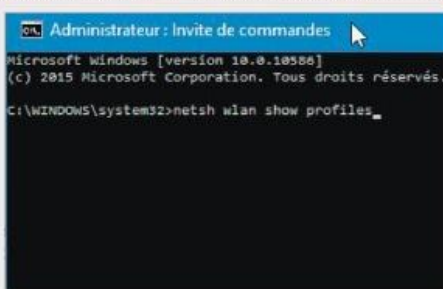 Administrateur : Invite de commandes
Microsoft Windows [version 10.0.10586]
(c) 2015 Microsoft Corporation. Tous droits réservés.
C:\WINDOWS\system32>netsh wlan show profiles_